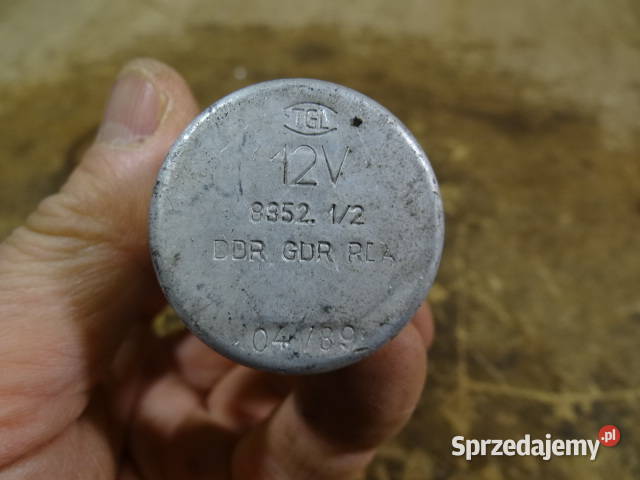 TGL
12V
8352. 1/2
DDR GDR RDA
04/89
Sprzedajemy.pl